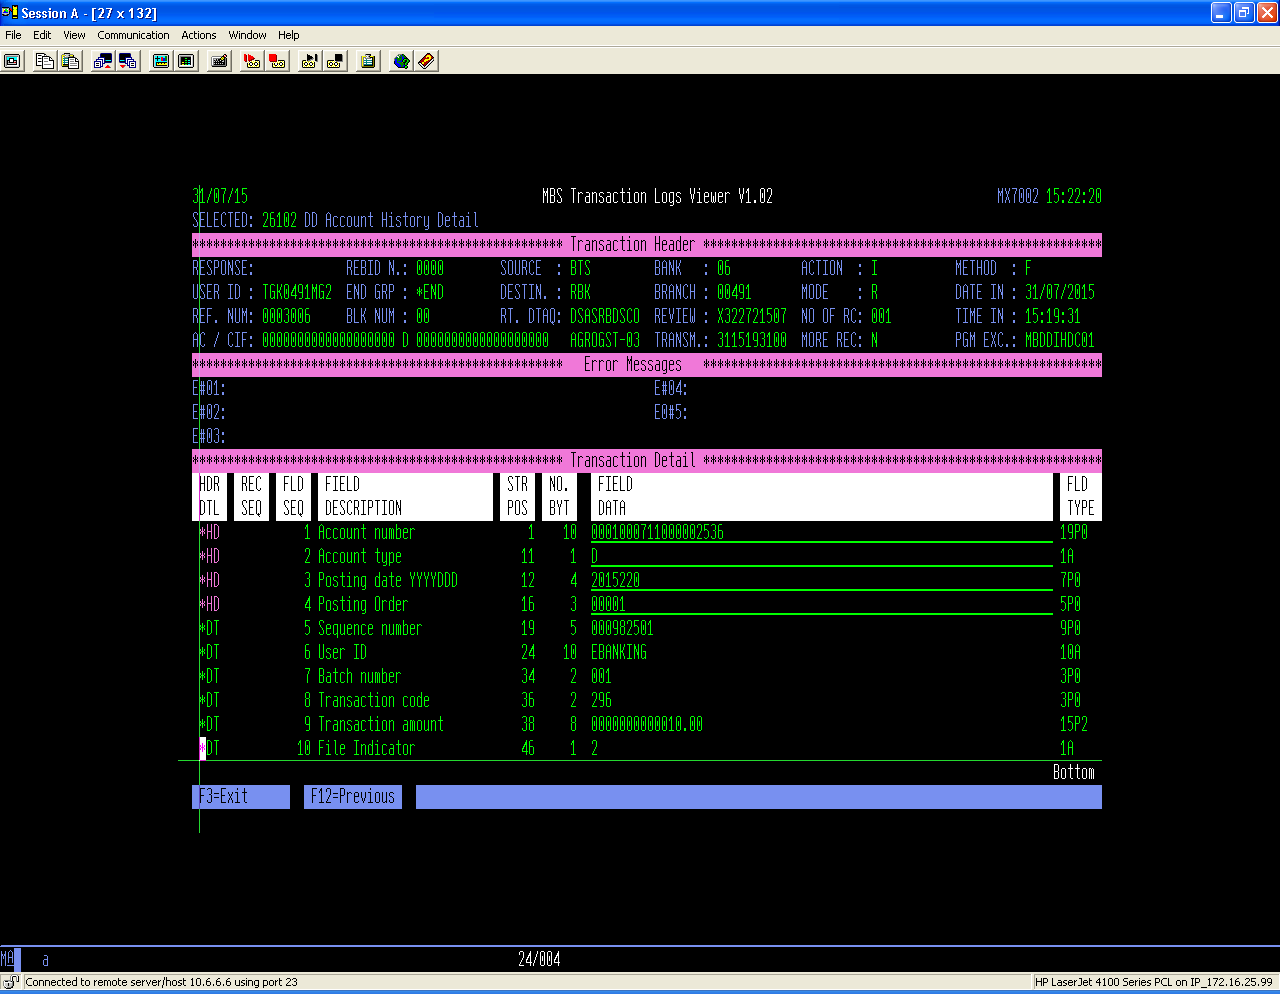 Session A - [27 x 132]
File Edit View Communication Actions Window Help
31/07/15 MBS Transaction Logs Viewer V1.02 MX7002 15:22:20
SELECTED: 26102 DD Account History Detail
***************************************************** Transaction Header *********************************************************
RESPONSE: REBID N.: 0000 SOURCE : BTS BANK : 06 ACTION : I METHOD : F
USER ID : TGK0491MG2 END GRP : *END DESTIN. : RBK BRANCH : 00491 MODE : R DATE IN : 31/07/2015
REF. NUM: 0003006 BLK NUM : 00 RT. DTAQ: DSASRBDSCO REVIEW : X322721507 NO OF RC: 001 TIME IN : 15:19:31
AC / CIF: 0000000000000000000 D 0000000000000000000 AGROGST-03 TRANSM.: 3115193100 MORE REC: N PGM EXC.: MBDDIHDC01
***************************************************** Error Messages *********************************************************
E#01: E#04:
E#02: E0#5:
E#03:
***************************************************** Transaction Detail *********************************************************
HDR REC FLD FIELD STR NO. FIELD FLD
DTL SEQ SEQ DESCRIPTION POS BYT DATA TYPE
*HD 1 Account number 1 10 0001000711000002536 19P0
*HD 2 Account type 11 1 D 1A
*HD 3 Posting date YYYYDDD 12 4 2015220 7P0
*HD 4 Posting Order 16 3 00001 5P0
*DT 5 Sequence number 19 5 000982501 9P0
*DT 6 User ID 24 10 EBANKING 10A
*DT 7 Batch number 34 2 001 3P0
*DT 8 Transaction code 36 2 296 3P0
*DT 9 Transaction amount 38 8 0000000000010.00 15P2
*DT 10 File Indicator 46 1 2 1A
Bottom
F3=Exit F12=Previous
MA a 24/004
Connected to remote server/host 10.6.6.6 using port 23 HP LaserJet 4100 Series PCL on IP_172.16.25.99